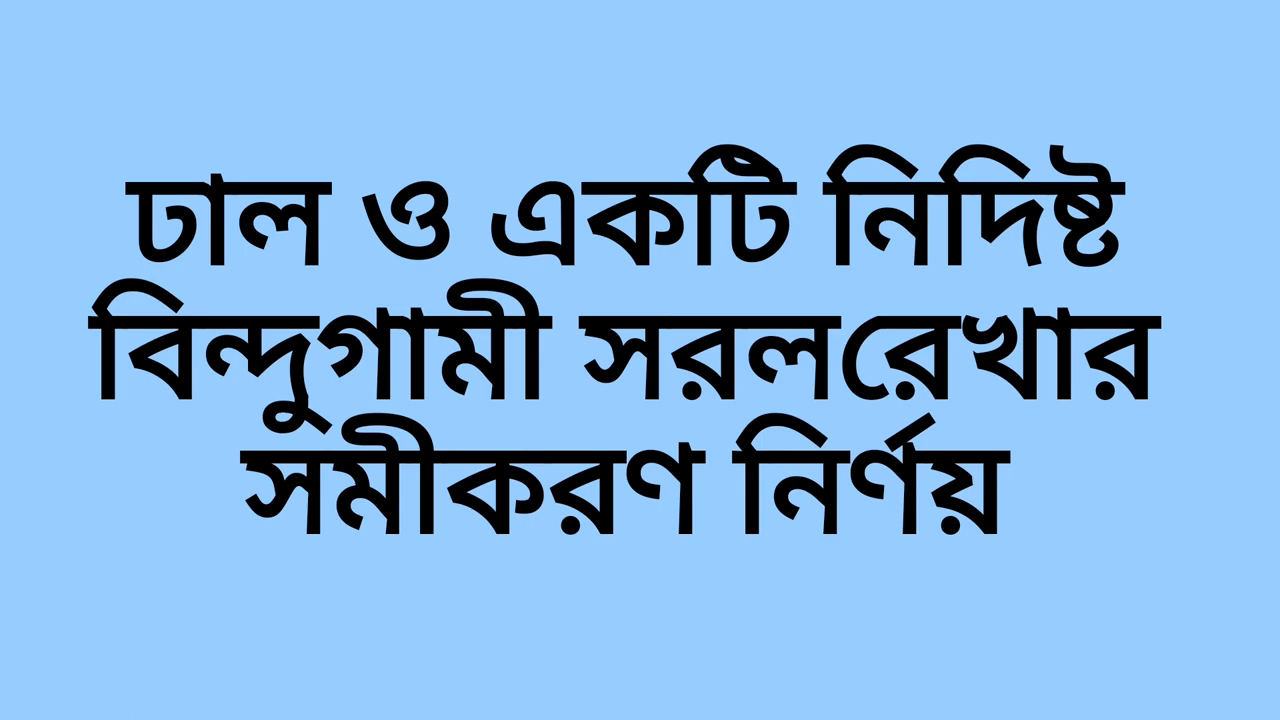 ঢাল ও একটি নিদিষ্ট
বিন্দুগামী সরলরেখার
সমীকরণ নির্ণয়